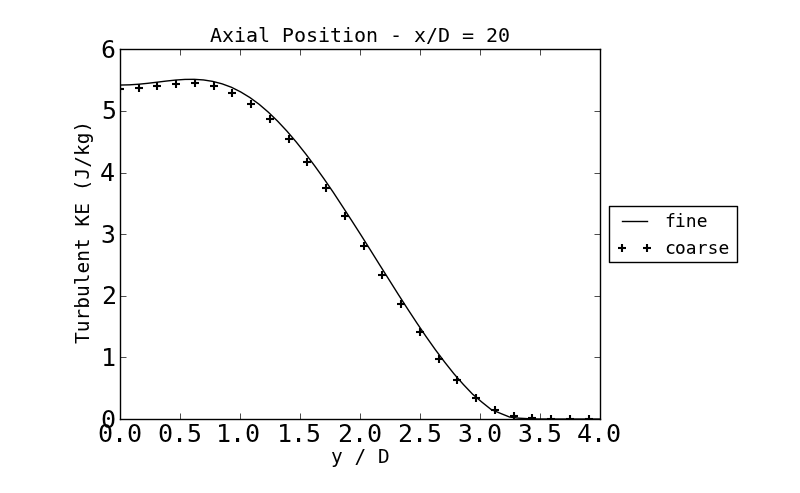 Axial Position - x/D = 20
Turbulent KE (J/kg)
6
5
4
3
2
1
0
0.0 0.5 1.0 1.5 2.0 2.5 3.0 3.5 4.0
y / D
fine
coarse